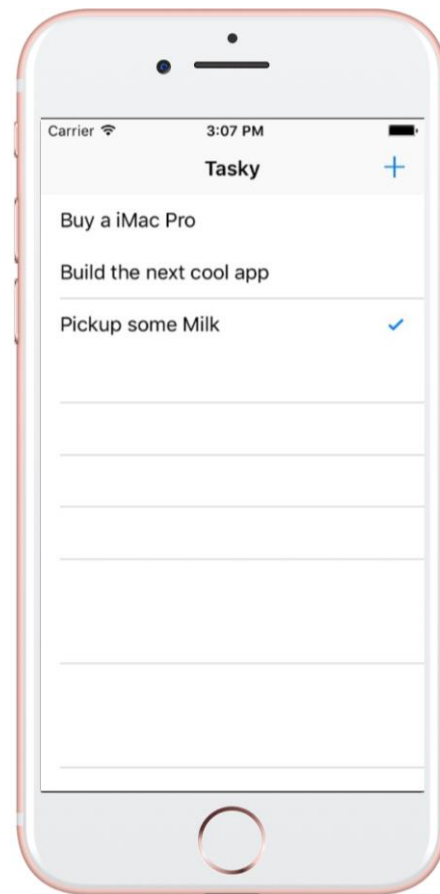 Carrier 3:07 PM
Tasky +
Buy a iMac Pro
Build the next cool app
Pickup some Milk